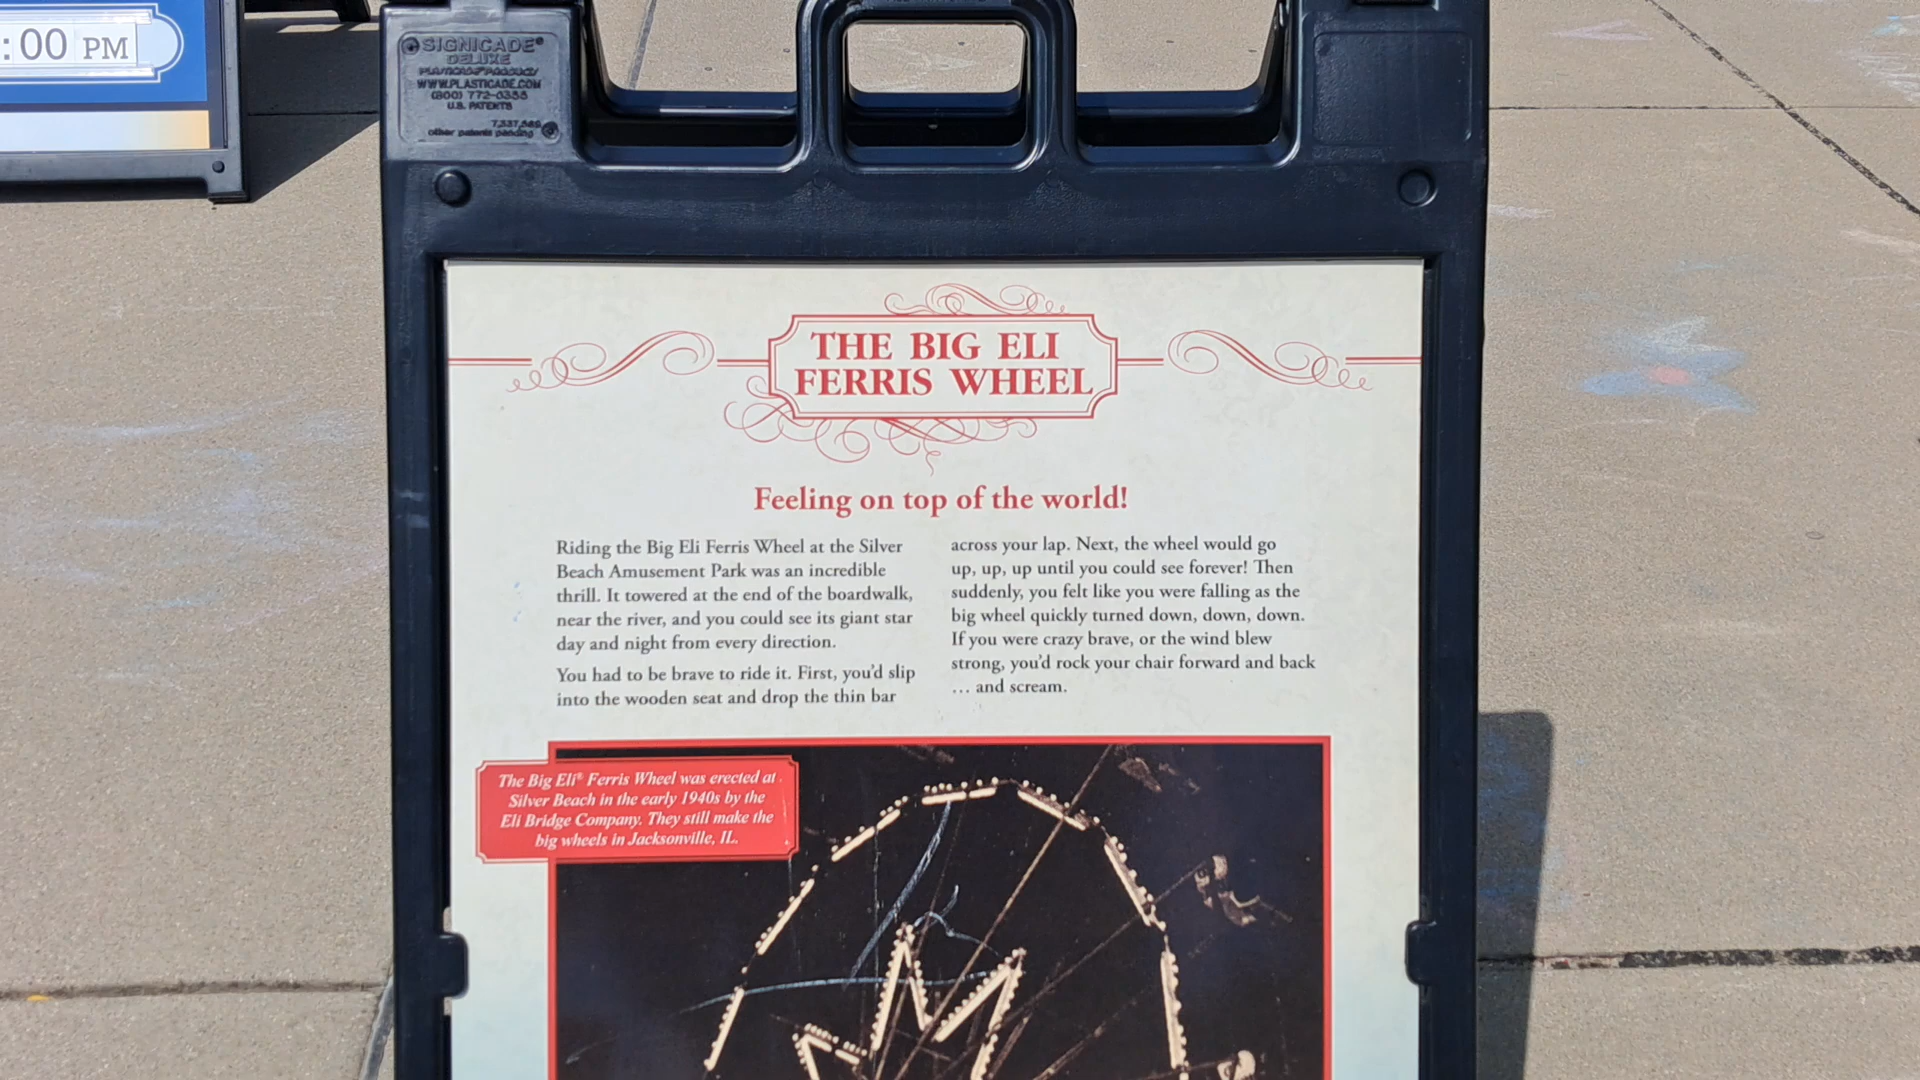 :00 PM
SIGNICADE®
DELUXE
WWW.PLASTICADE.COM
(800) 772-0355
U.S. PATENTS
other patents pending
THE BIG ELI
FERRIS WHEEL
Feeling on top of the world!
Riding the Big Eli Ferris Wheel at the Silver
Beach Amusement Park was an incredible
thrill. It towered at the end of the boardwalk,
near the river, and you could see its giant star
day and night from every direction.
You had to be brave to ride it. First, you’d slip
into the wooden seat and drop the thin bar
across your lap. Next, the wheel would go
up, up, up until you could see forever! Then
suddenly, you felt like you were falling as the
big wheel quickly turned down, down, down.
If you were crazy brave, or the wind blew
strong, you’d rock your chair forward and back
… and scream.
The Big Eli® Ferris Wheel was erected at
Silver Beach in the early 1940s by the
Eli Bridge Company. They still make the
big wheels in Jacksonville, IL.